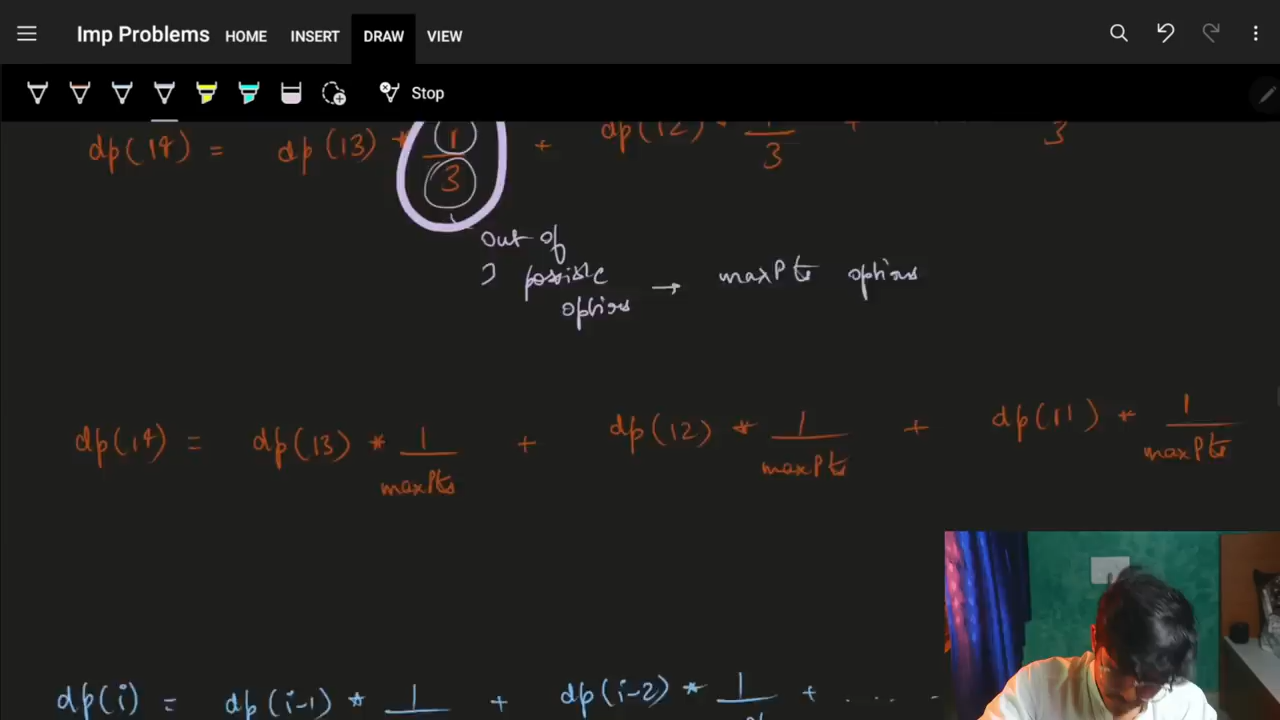 Imp Problems HOME INSERT DRAW VIEW
Stop
dp(14) = dp(13) * 1/3 + dp(12) * 1/3 + 3
out of
3 possible → maxPts options
options
dp(14) = dp(13) * 1/maxPts + dp(12) * 1/maxPts + dp(11) * 1/maxPts
dp(i) = dp(i-1) * 1 + dp(i-2) * 1 + .... -